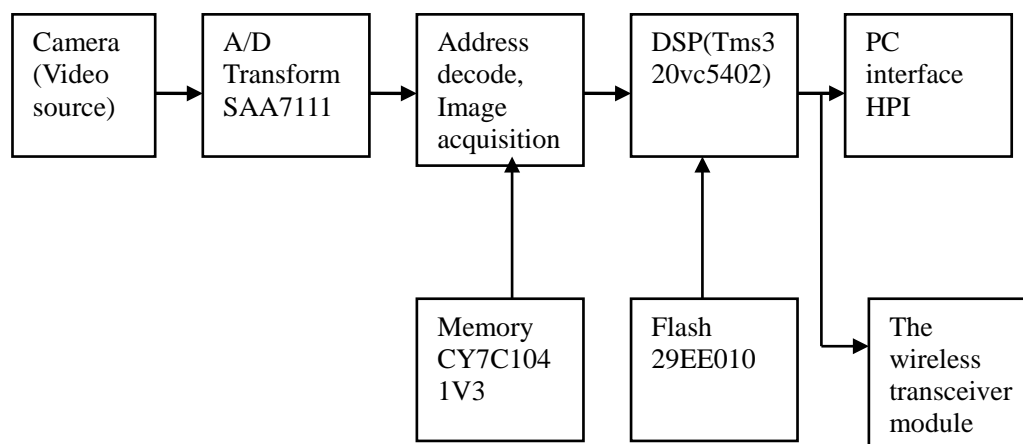 Camera
(Video
source)
A/D
Transform
SAA7111
Address
decode,
Image
acquisition
DSP(Tms3
20vc5402)
PC
interface
HPI
Memory
CY7C104
1V3
Flash
29EE010
The
wireless
transceiver
module